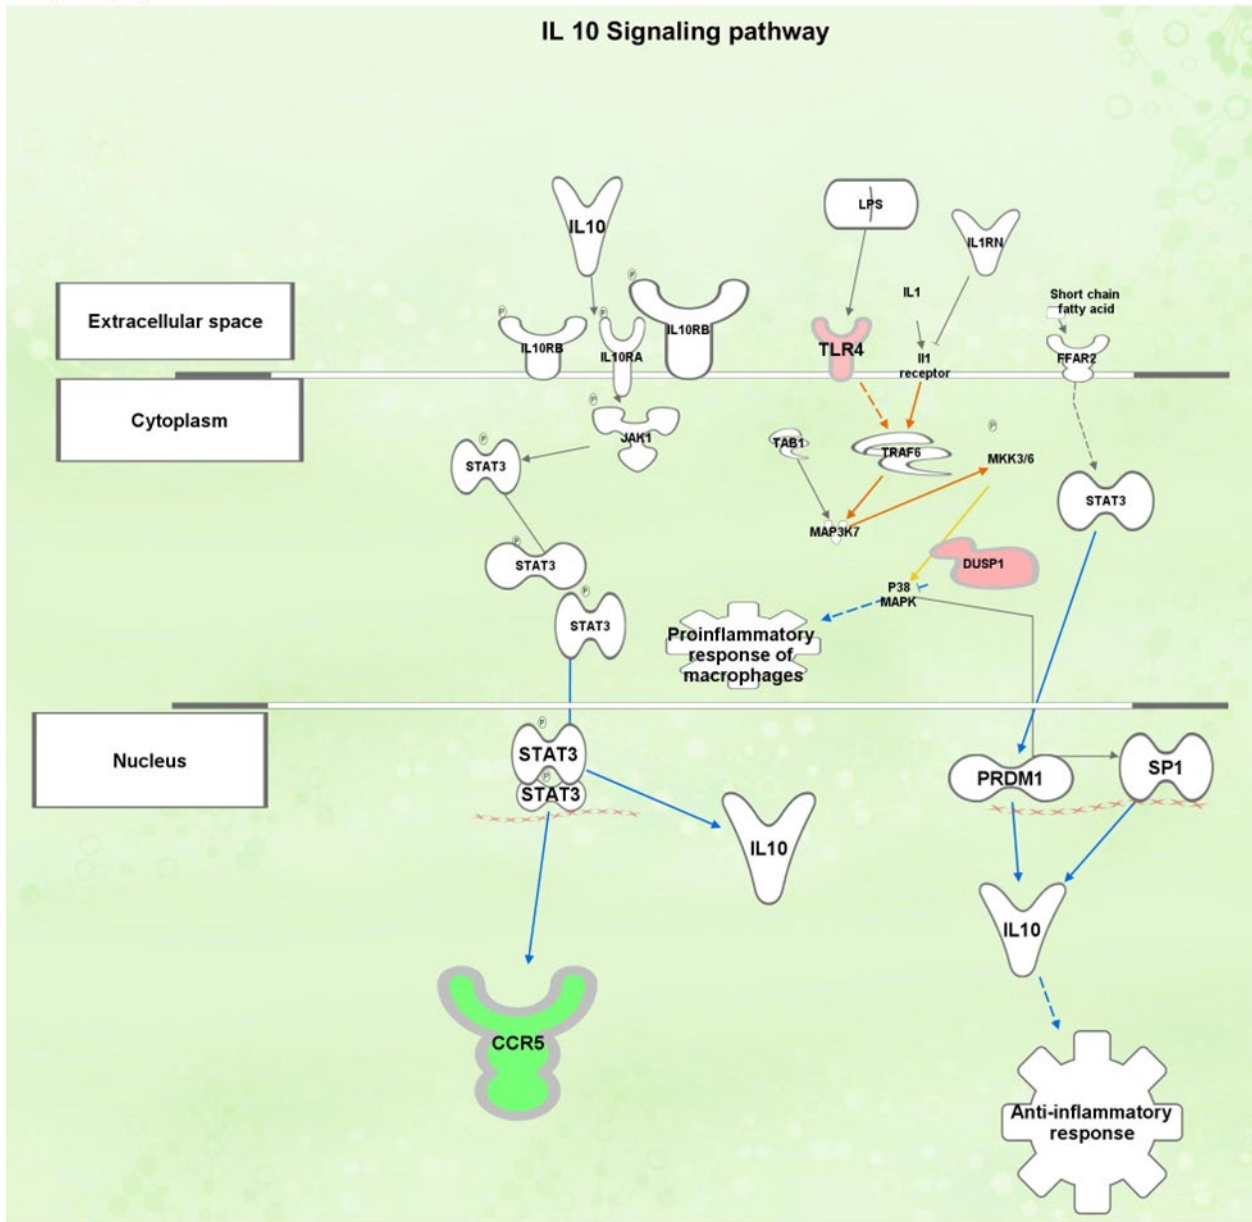 IL 10 Signaling pathway
LPS
IL10
IL1RN
P
IL1
Short chain
fatty acid
Extracellular space
P
P
IL10RB
IL10RB
IL10RA
TLR4
Il1
receptor
FFAR2
Cytoplasm
P
JAK1
P
STAT3
TAB1
TRAF6
P
MKK3/6
STAT3
MAP3K7
P
STAT3
DUSP1
P
P38
MAPK
STAT3
Proinflammatory
response of
macrophages
Nucleus
P
STAT3
P
STAT3
PRDM1
SP1
IL10
IL10
CCR5
Anti-inflammatory
response